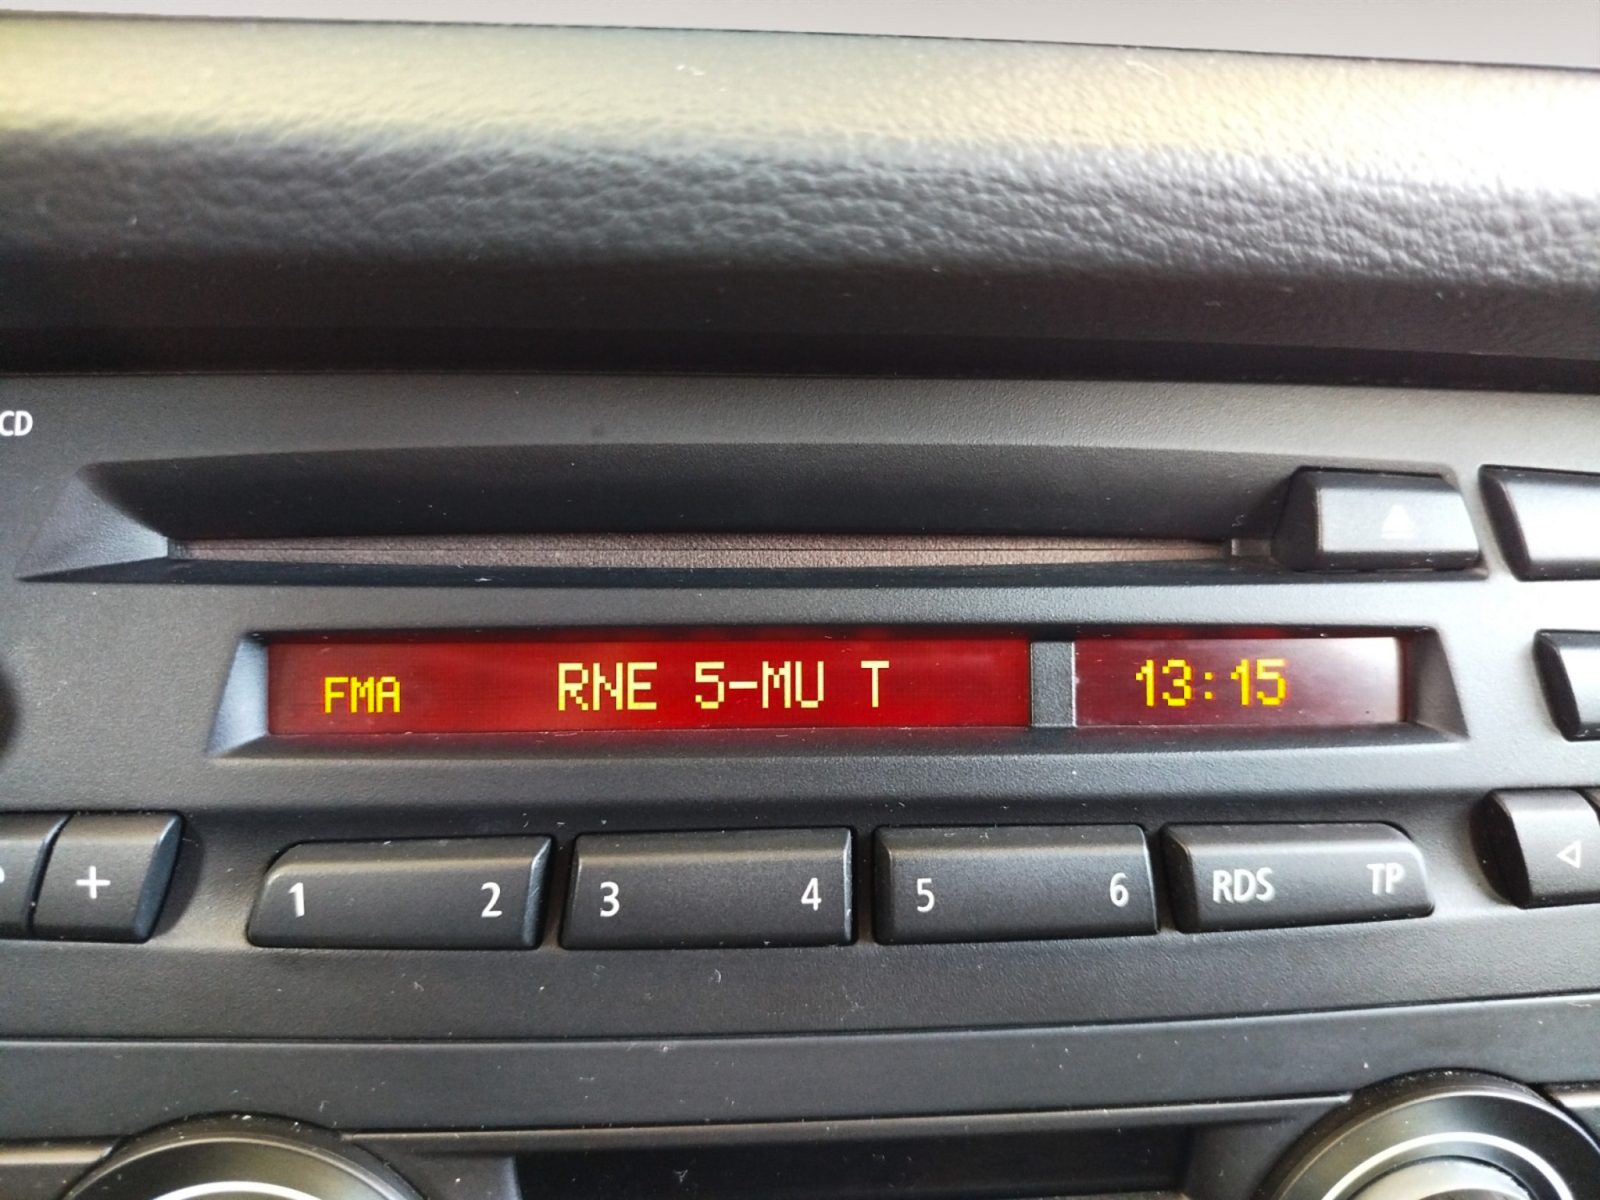 CD
FMA RNE 5-MU T 13:15
+ 1 2 3 4 5 6 RDS TP